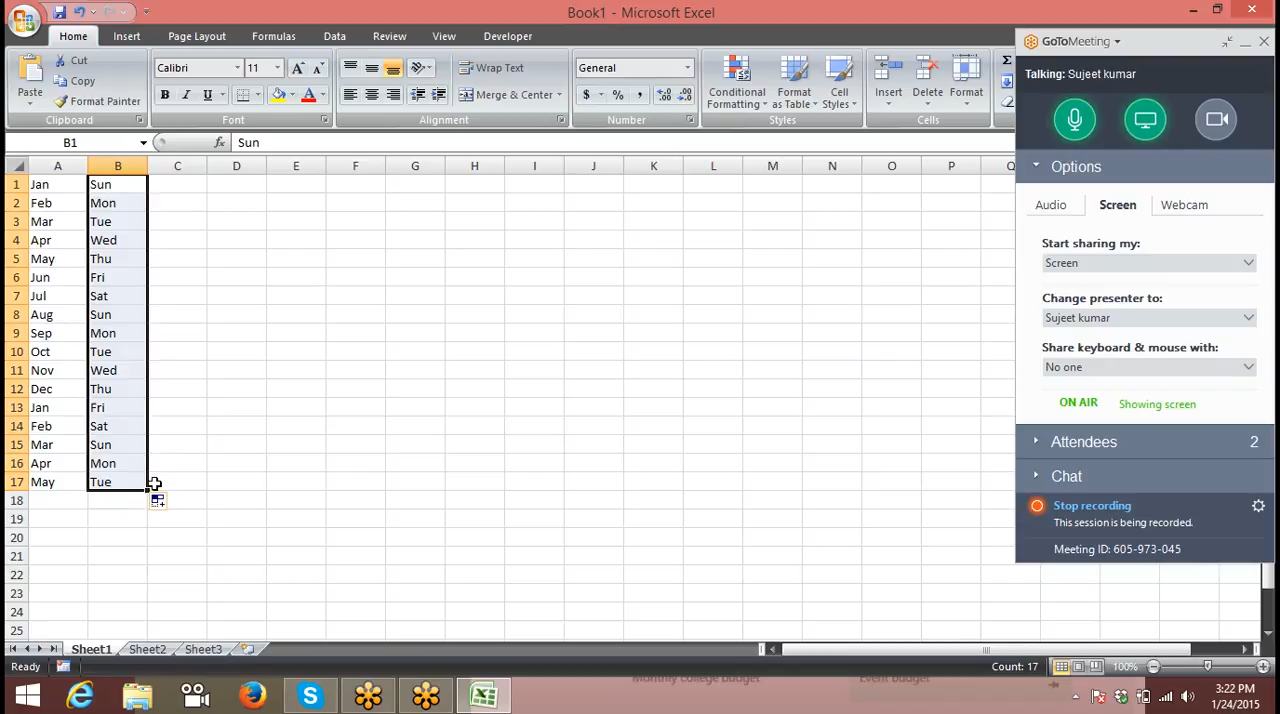 Book1 - Microsoft Excel
Home Insert Page Layout Formulas Data Review View Developer
Paste Cut Copy Format Painter
Calibri 11 A A
B I U A
Wrap Text
Merge & Center
General
$ % ,
Conditional Formatting Format as Table Cell Styles
Insert Delete Format
Σ
Clipboard Font Alignment Number Styles Cells
B1 fx Sun
A B C D E F G H I J K L M N O P Q
1 Jan Sun
2 Feb Mon
3 Mar Tue
4 Apr Wed
5 May Thu
6 Jun Fri
7 Jul Sat
8 Aug Sun
9 Sep Mon
10 Oct Tue
11 Nov Wed
12 Dec Thu
13 Jan Fri
14 Feb Sat
15 Mar Sun
16 Apr Mon
17 May Tue
18
19
20
21
22
23
24
25
Sheet1 Sheet2 Sheet3
Ready Count: 17 100%
GoToMeeting
Talking: Sujeet kumar
Options
Audio Screen Webcam
Start sharing my:
Screen
Change presenter to:
Sujeet kumar
Share keyboard & mouse with:
No one
ON AIR Showing screen
Attendees 2
Chat
Stop recording
This session is being recorded.
Meeting ID: 605-973-045
Monthly college budget Event budget
3:22 PM
1/24/2015